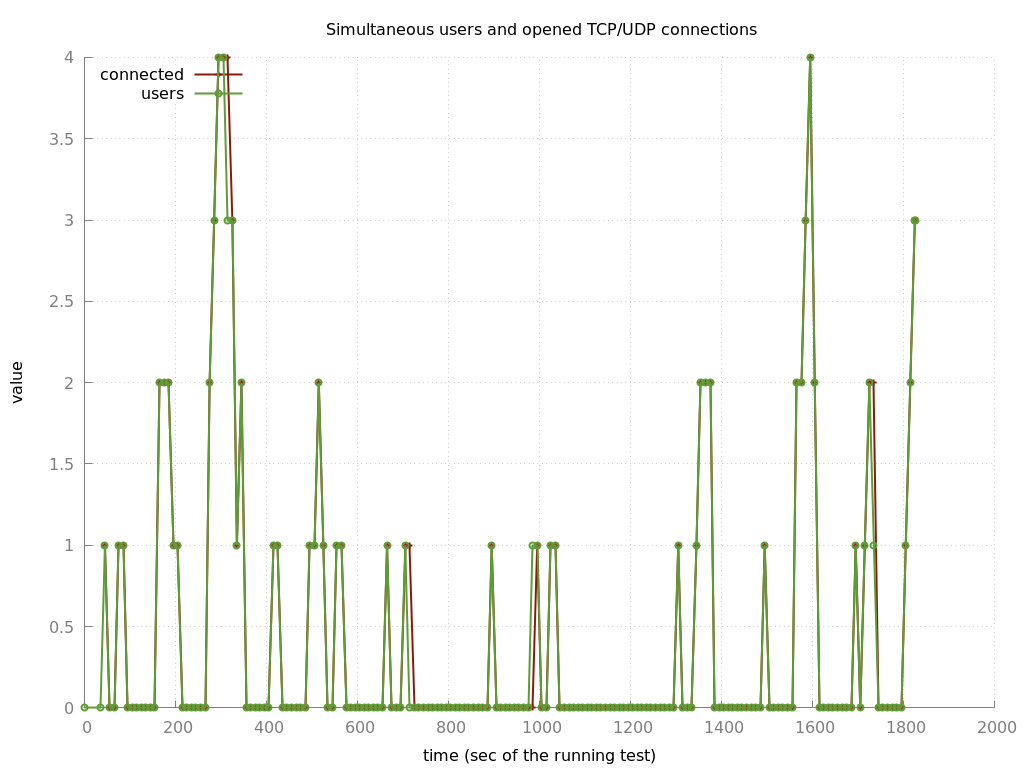 Simultaneous users and opened TCP/UDP connections
connected
users
4
3.5
3
2.5
2
1.5
1
0.5
0
value
0 200 400 600 800 1000 1200 1400 1600 1800 2000
time (sec of the running test)